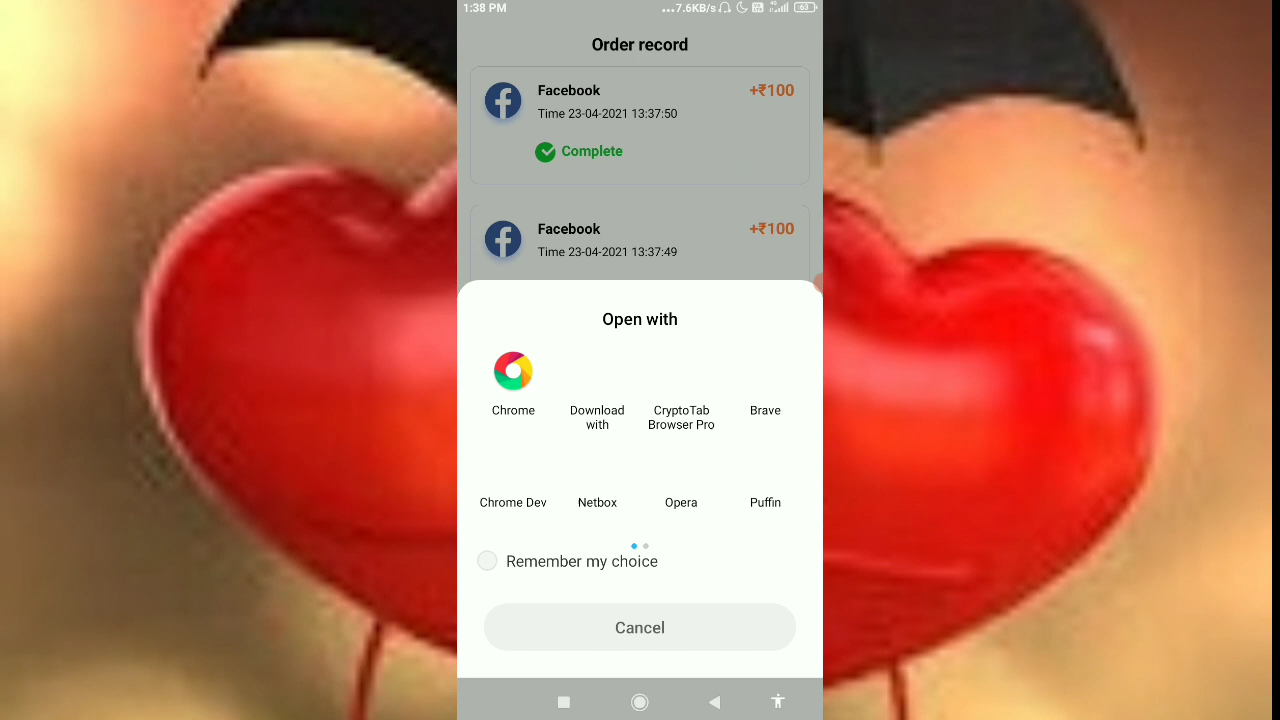 1:38 PM
...7.6KB/s
4G
63
Order record
Facebook
+₹100
Time 23-04-2021 13:37:50
Complete
Facebook
+₹100
Time 23-04-2021 13:37:49
Open with
Chrome
Download with
CryptoTab Browser Pro
Brave
Chrome Dev
Netbox
Opera
Puffin
Remember my choice
Cancel